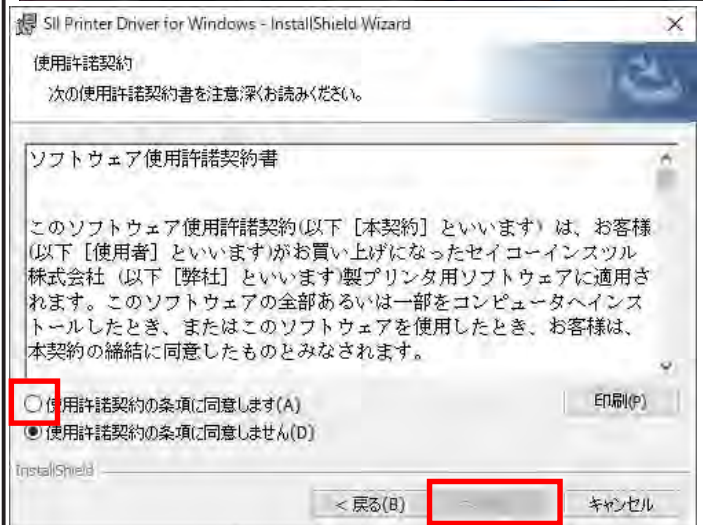 SII Printer Driver for Windows - InstallShield Wizard
使用許諾契約
次の使用許諾契約書を注意深くお読みください。
ソフトウェア使用許諾契約書
このソフトウェア使用許諾契約(以下［本契約］といいます）は、お客様
(以下［使用者］といいます)がお買い上げになったセイコーインスツル
株式会社（以下［弊社］といいます)製プリンタ用ソフトウェアに適用さ
れます。このソフトウェアの全部あるいは一部をコンピュータへインス
トールしたとき、またはこのソフトウェアを使用したとき、お客様は、
本契約の締結に同意したものとみなされます。
使用許諾契約の条項に同意します(A)
印刷(P)
使用許諾契約の条項に同意しません(D)
InstallShield
< 戻る(B)
キャンセル